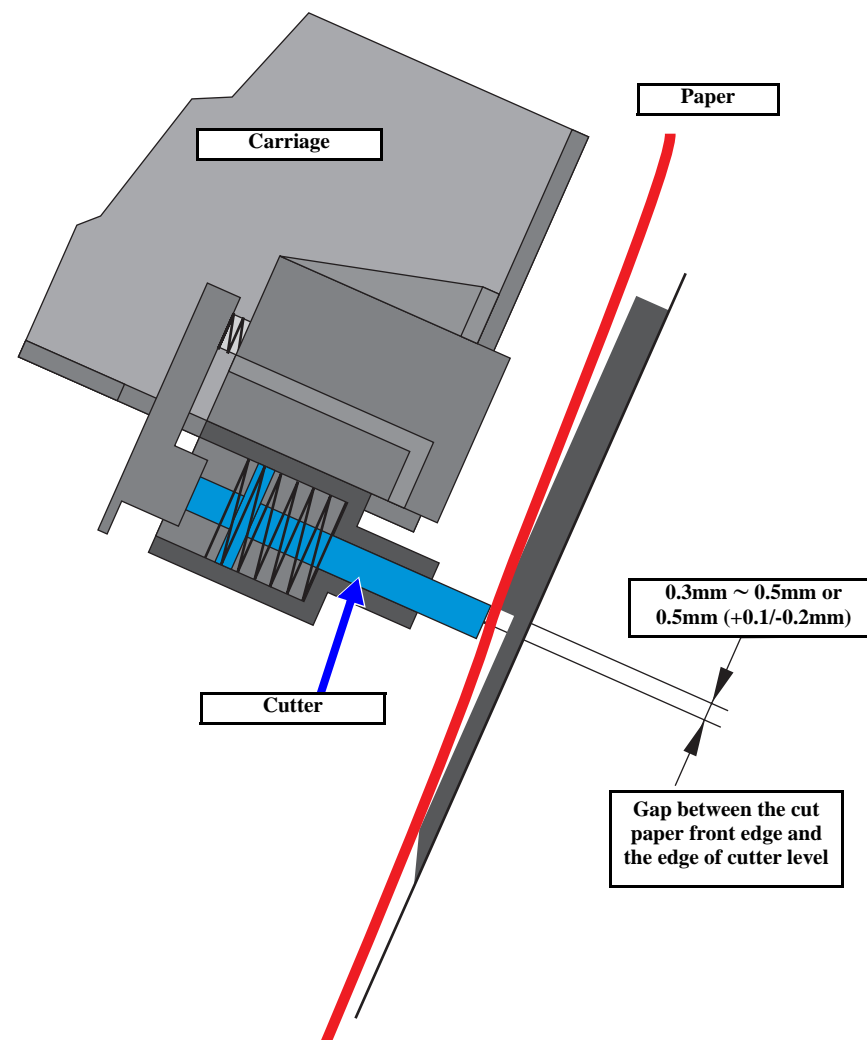 Paper
Carriage
0.3mm ~ 0.5mm or
0.5mm (+0.1/-0.2mm)
Cutter
Gap between the cut
paper front edge and
the edge of cutter level